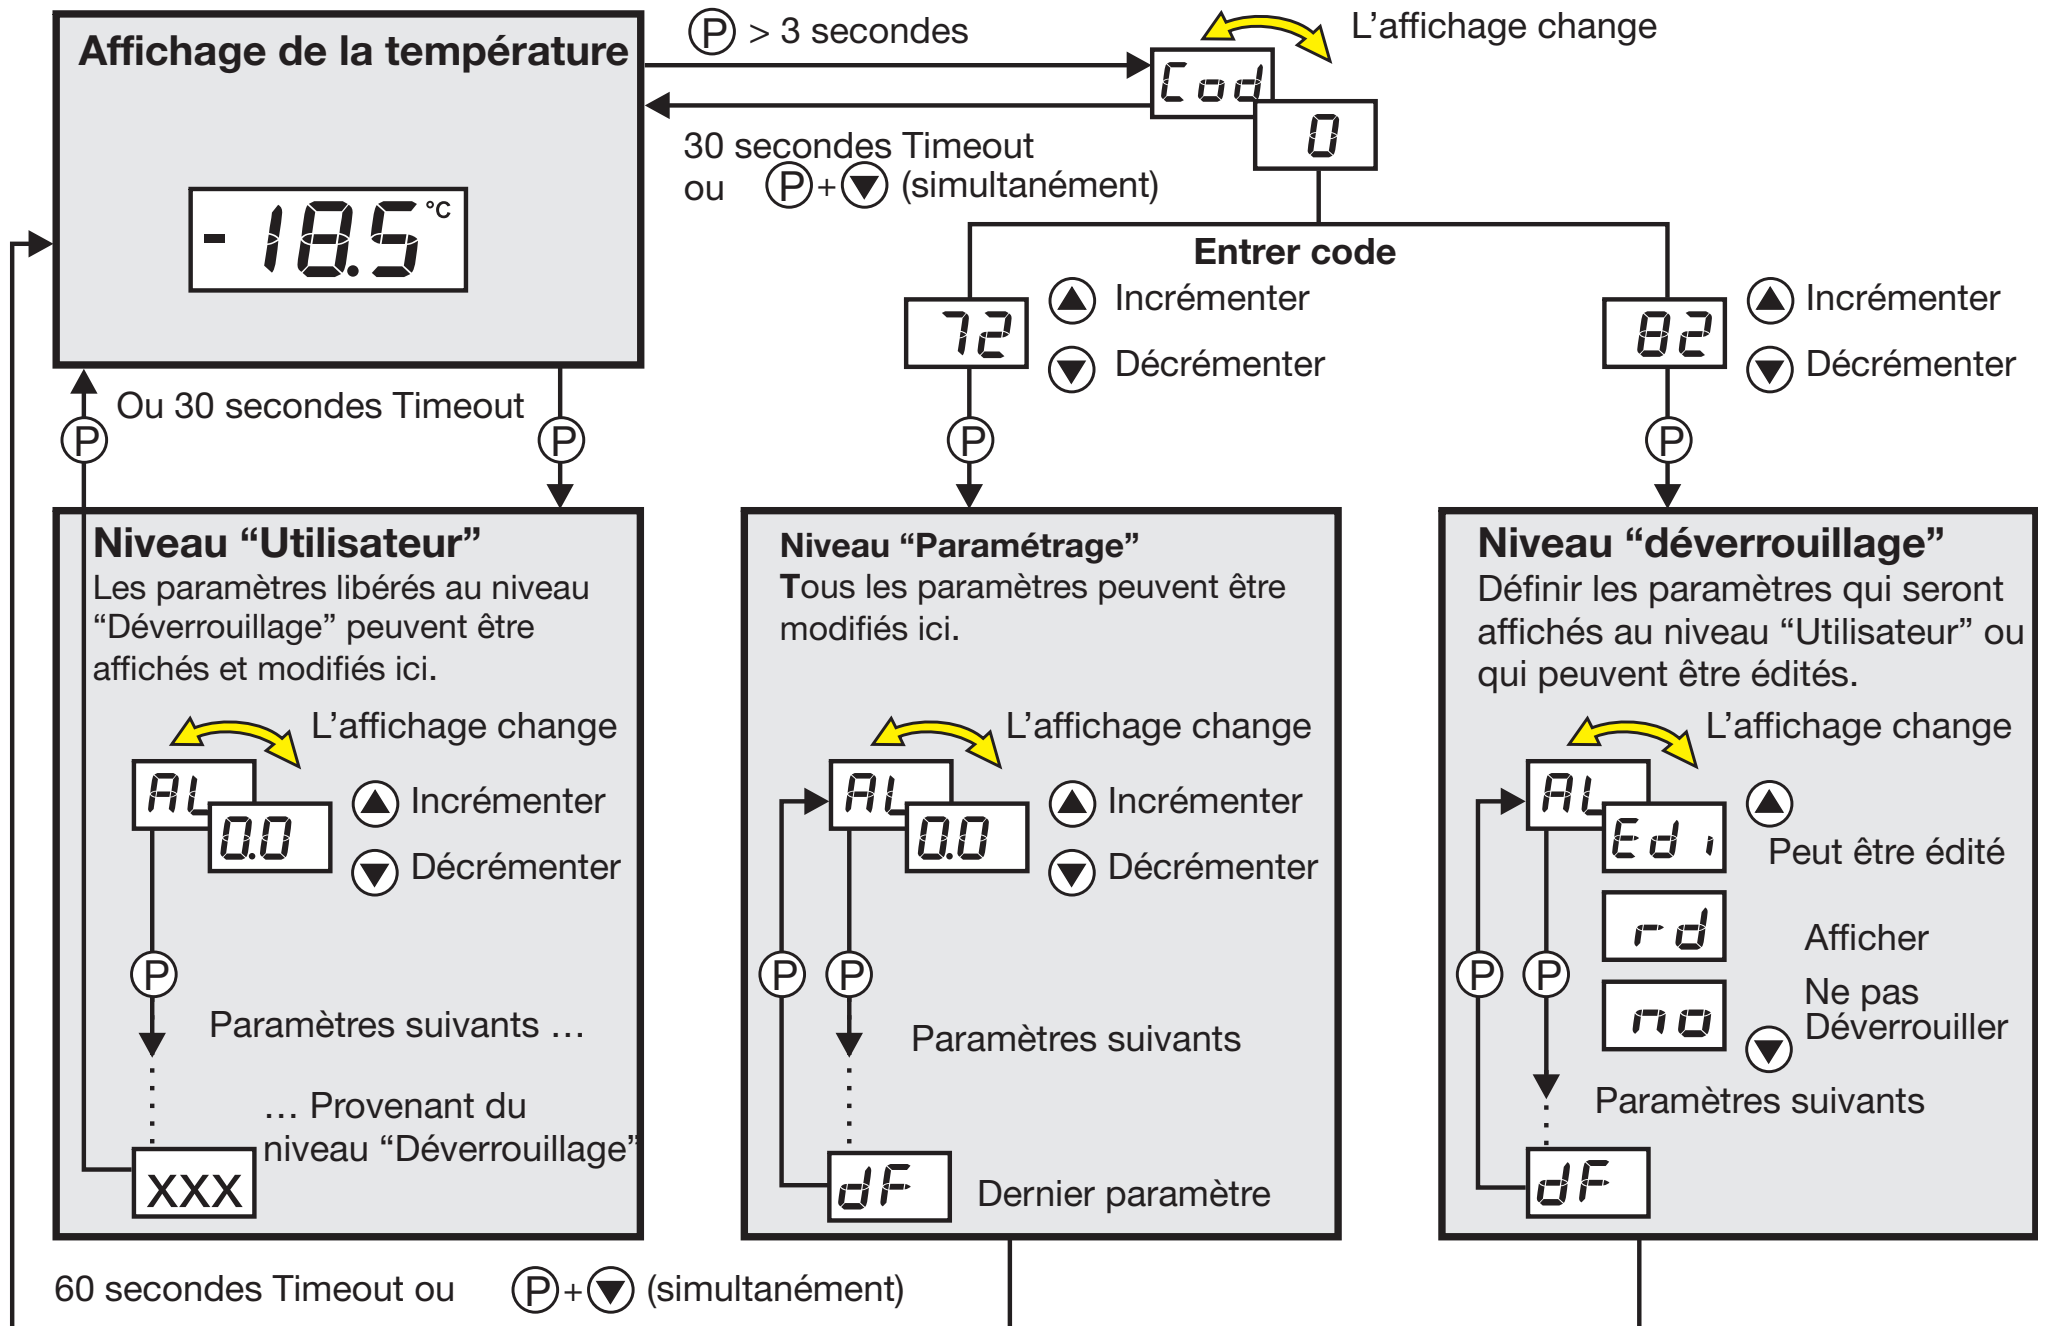 Affichage de la température
-18.5 °C
P > 3 secondes
L’affichage change
Cod
0
30 secondes Timeout
ou P+▼ (simultanément)
Entrer code
72
▲ Incrémenter
▼ Décrémenter
82
▲ Incrémenter
▼ Décrémenter
Ou 30 secondes Timeout
P
P
P
P
Niveau “Utilisateur”
Les paramètres libérés au niveau
“Déverrouillage” peuvent être
affichés et modifiés ici.
L’affichage change
AL
0.0
▲ Incrémenter
▼ Décrémenter
P
Paramètres suivants ...
... Provenant du
niveau “Déverrouillage”
xxx
Niveau “Paramétrage”
Tous les paramètres peuvent être
modifiés ici.
L’affichage change
AL
0.0
▲ Incrémenter
▼ Décrémenter
P
P
Paramètres suivants
dF
Dernier paramètre
Niveau “déverrouillage”
Définir les paramètres qui seront
affichés au niveau “Utilisateur” ou
qui peuvent être édités.
L’affichage change
AL
Edi
▲
Peut être édité
rd
Afficher
no
Ne pas
Déverrouiller
▼
P
P
Paramètres suivants
dF
60 secondes Timeout ou P+▼ (simultanément)